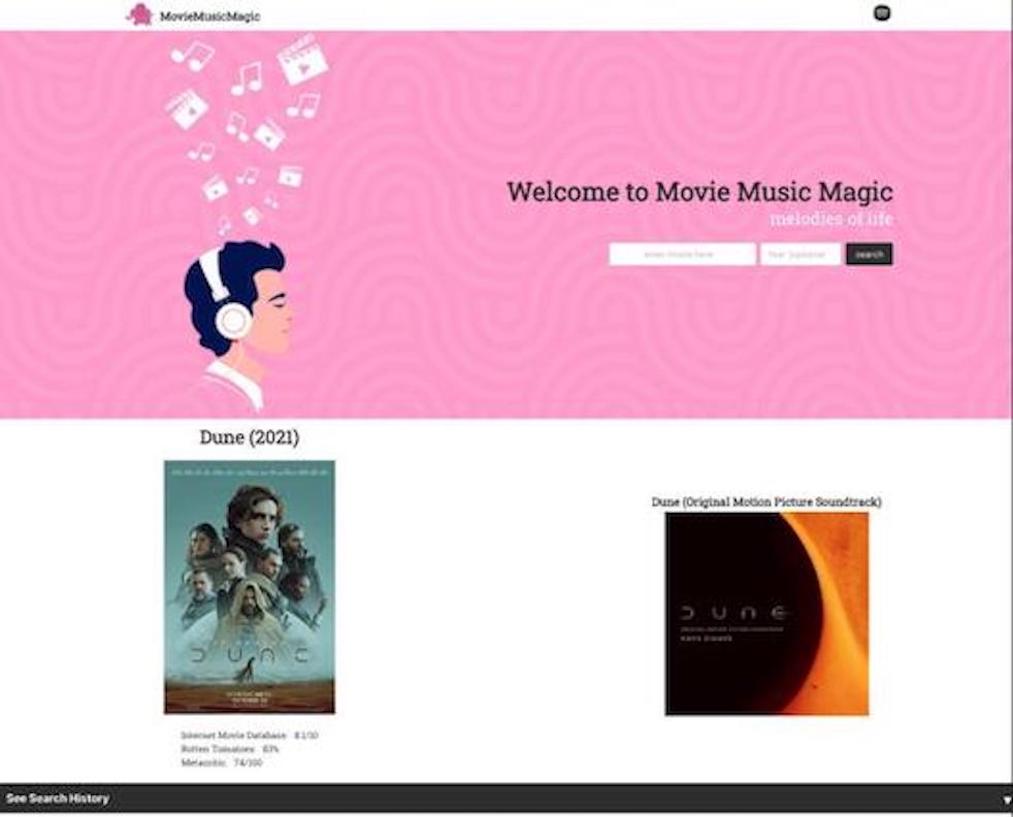 MovieMusicMagic
Welcome to Movie Music Magic
melodies of life
enter movie here
Year (optional)
search
Dune (2021)
Dune (Original Motion Picture Soundtrack)
DUNE
DUNE
HANS ZIMMER
Internet Movie Database: 8.1/10
Rotten Tomatoes: 83%
Metacritic: 74/100
See Search History